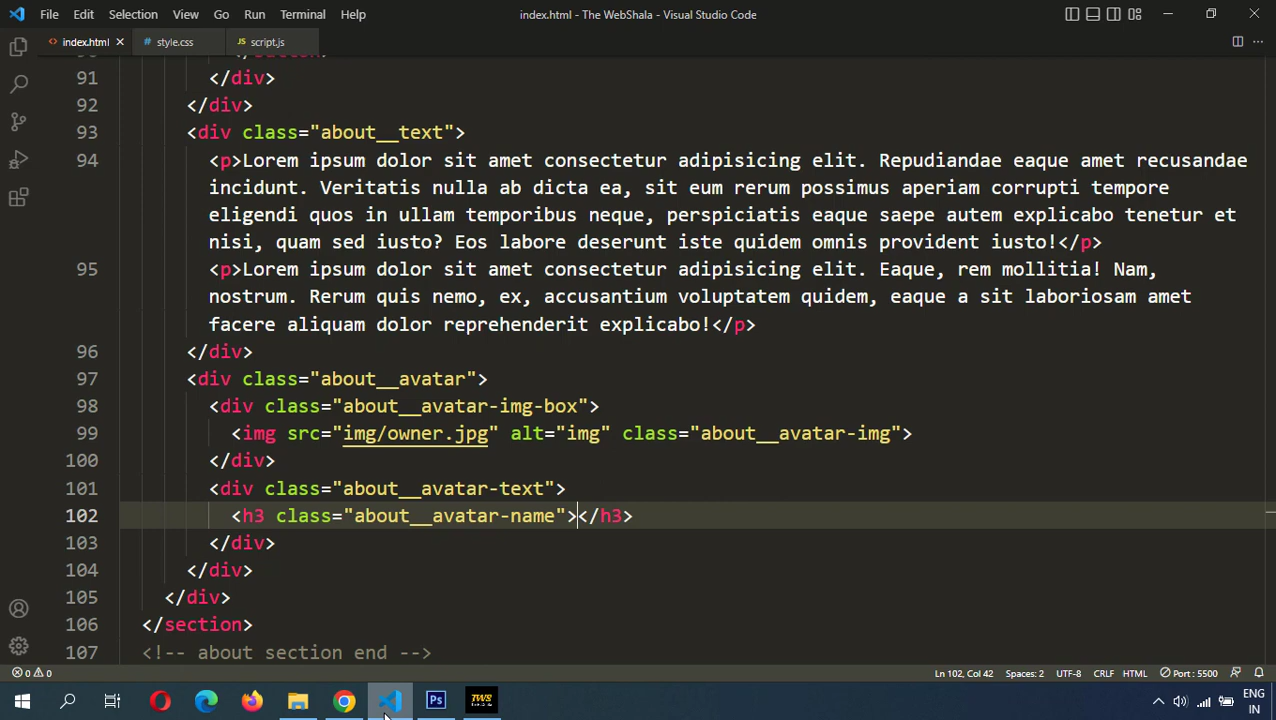 File Edit Selection View Go Run Terminal Help index.html - The WebShala - Visual Studio Code
index.html style.css JS script.js
91 </div>
92 </div>
93 <div class="about__text">
94 <p>Lorem ipsum dolor sit amet consectetur adipisicing elit. Repudiandae eaque amet recusandae
incidunt. Veritatis nulla ab dicta ea, sit eum rerum possimus aperiam corrupti tempore
eligendi quos in ullam temporibus neque, perspiciatis eaque saepe autem explicabo tenetur et
nisi, quam sed iusto? Eos labore deserunt iste quidem omnis provident iusto!</p>
95 <p>Lorem ipsum dolor sit amet consectetur adipisicing elit. Eaque, rem mollitia! Nam,
nostrum. Rerum quis nemo, ex, accusantium voluptatem quidem, eaque a sit laboriosam amet
facere aliquam dolor reprehenderit explicabo!</p>
96 </div>
97 <div class="about__avatar">
98 <div class="about__avatar-img-box">
99 <img src="img/owner.jpg" alt="img" class="about__avatar-img">
100 </div>
101 <div class="about__avatar-text">
102 <h3 class="about__avatar-name"></h3>
103 </div>
104 </div>
105 </div>
106 </section>
107 <!-- about section end -->
0 0 Ln 102, Col 42 Spaces: 2 UTF-8 CRLF HTML Port : 5500
Ps TWS ENG
IN